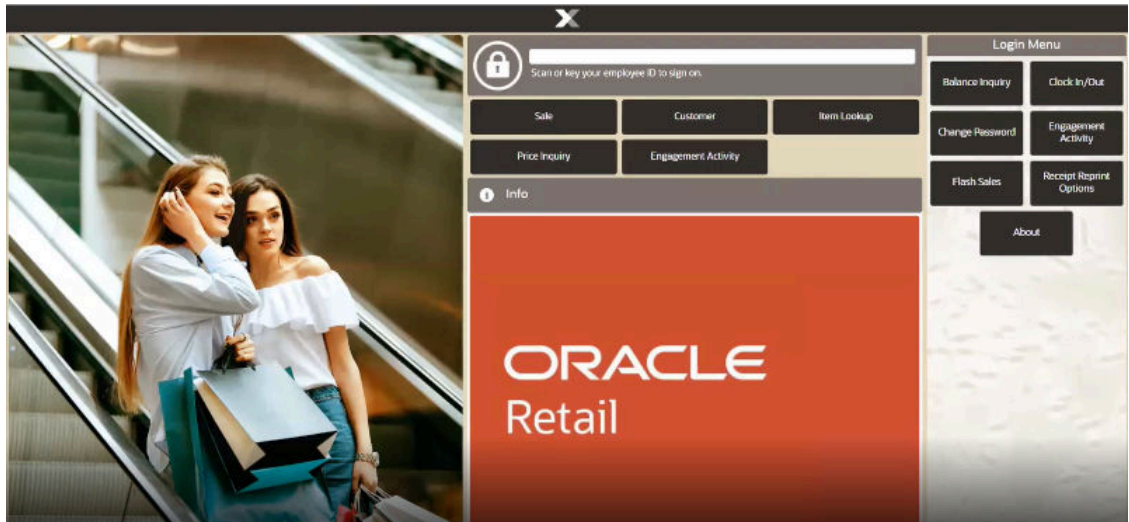 Scan or key your employee ID to sign on.
Sale
Customer
Item Lookup
Price Inquiry
Engagement Activity
Info
ORACLE
Retail
Login Menu
Balance Inquiry
Clock In/Out
Change Password
Engagement
Activity
Flash Sales
Receipt Reprint
Options
About